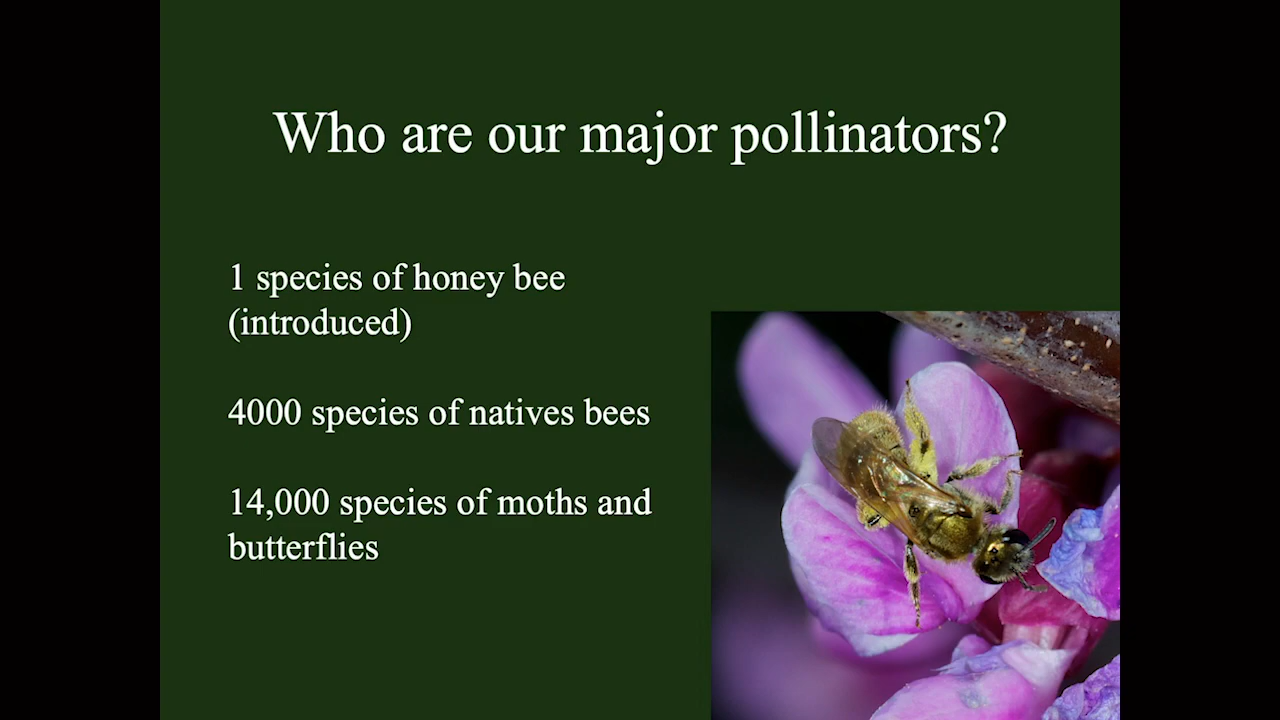 Who are our major pollinators?
1 species of honey bee
(introduced)
4000 species of natives bees
14,000 species of moths and
butterflies